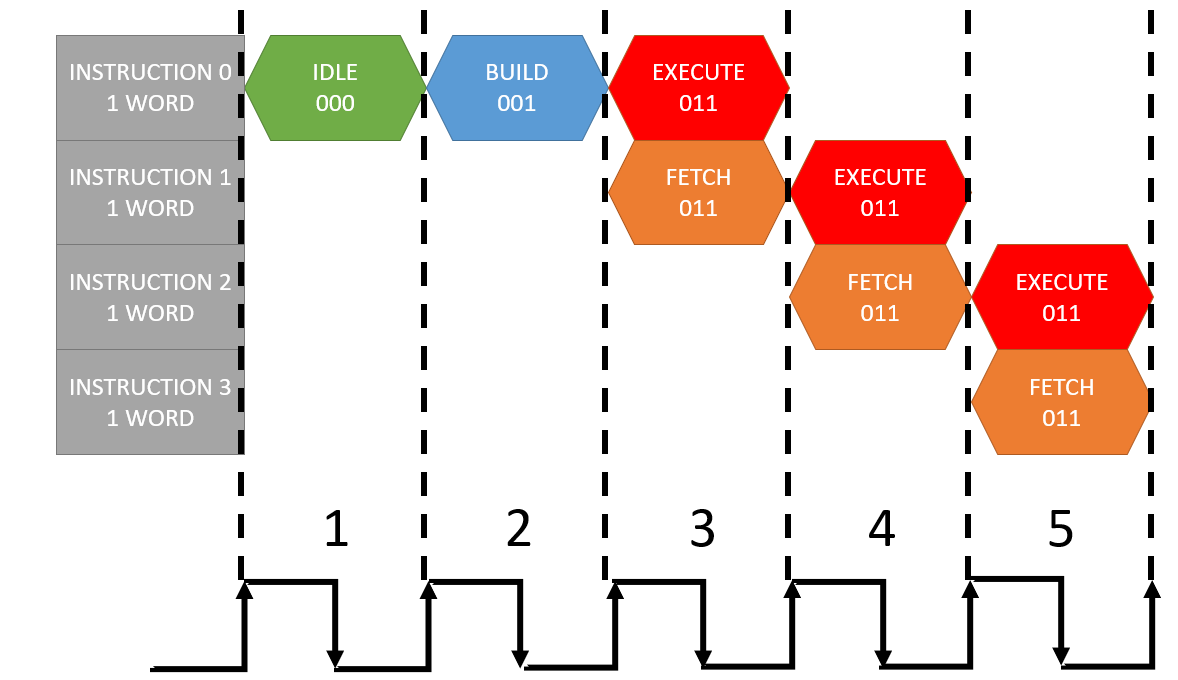 INSTRUCTION 0
1 WORD
IDLE
000
BUILD
001
EXECUTE
011
INSTRUCTION 1
1 WORD
FETCH
011
EXECUTE
011
INSTRUCTION 2
1 WORD
FETCH
011
EXECUTE
011
INSTRUCTION 3
1 WORD
FETCH
011
1
2
3
4
5